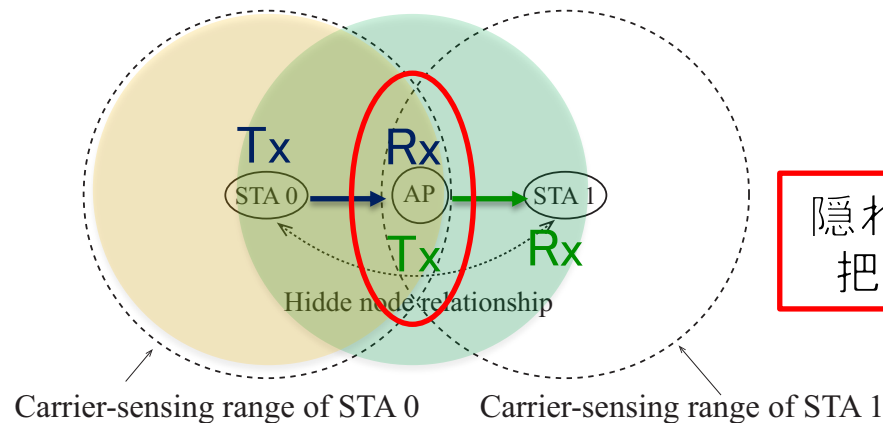 Tx
Rx
STA 0
AP
STA 1
Tx
Rx
Hidde node relationship
隠れ
把
Carrier-sensing range of STA 0
Carrier-sensing range of STA 1